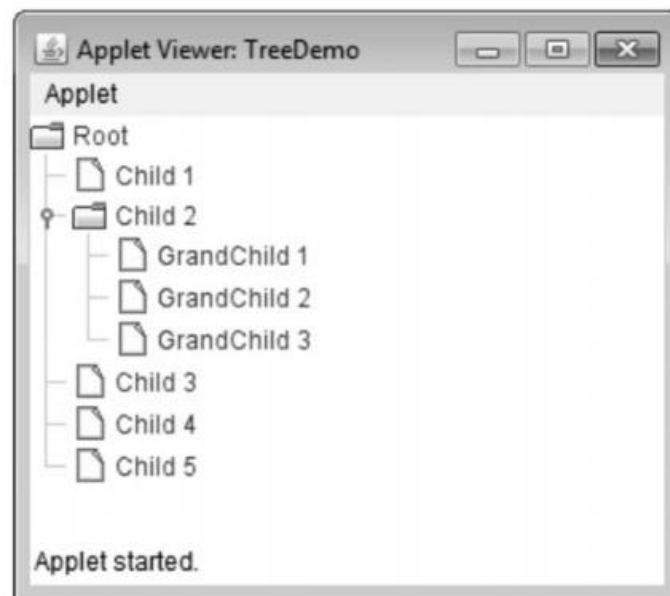 Applet Viewer: TreeDemo
Applet
Root
Child 1
Child 2
GrandChild 1
GrandChild 2
GrandChild 3
Child 3
Child 4
Child 5
Applet started.